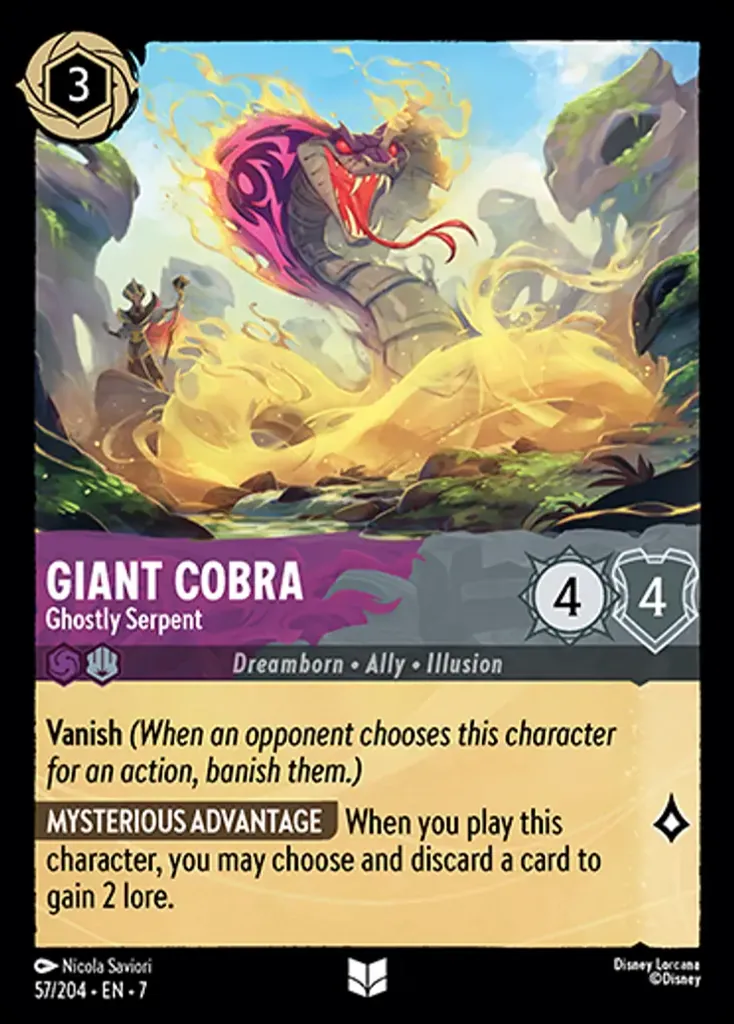 3
GIANT COBRA
Ghostly Serpent
4 4
Dreamborn • Ally • Illusion
Vanish (When an opponent chooses this character
for an action, banish them.)
MYSTERIOUS ADVANTAGE When you play this
character, you may choose and discard a card to
gain 2 lore.
Nicola Saviori
57/204 • EN • 7
Disney Lorcana
©Disney